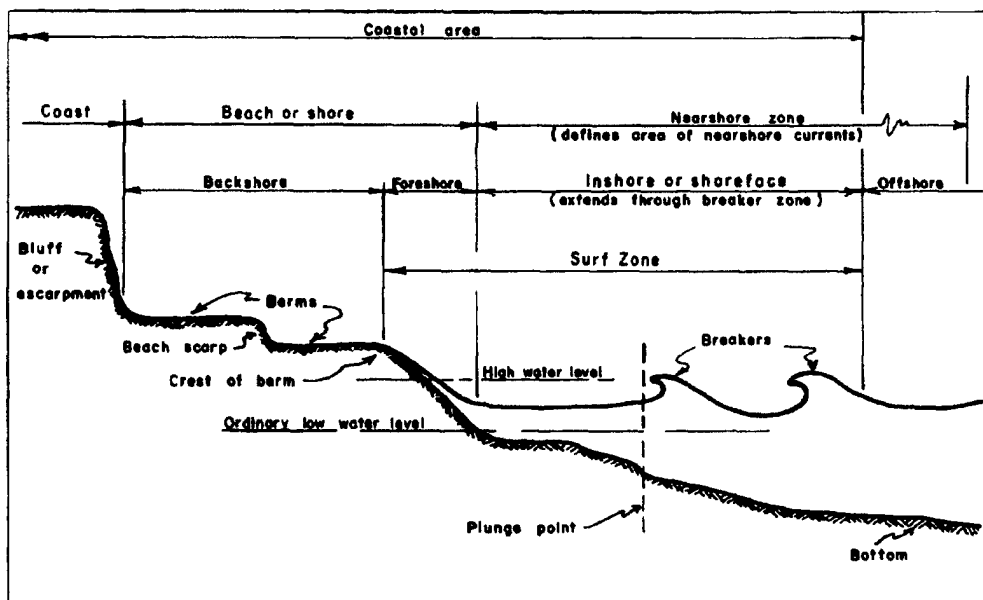 Coastal area
Coast
Beach or shore
Nearshore zone
(defines area of nearshore currents)
Backshore
Foreshore
Inshore or shoreface
(extends through breaker zone)
Offshore
Surf Zone
Bluff
or
escarpment
Berms
Beach scarp
Crest of berm
High water level
Breakers
Ordinary low water level
Plunge point
Bottom